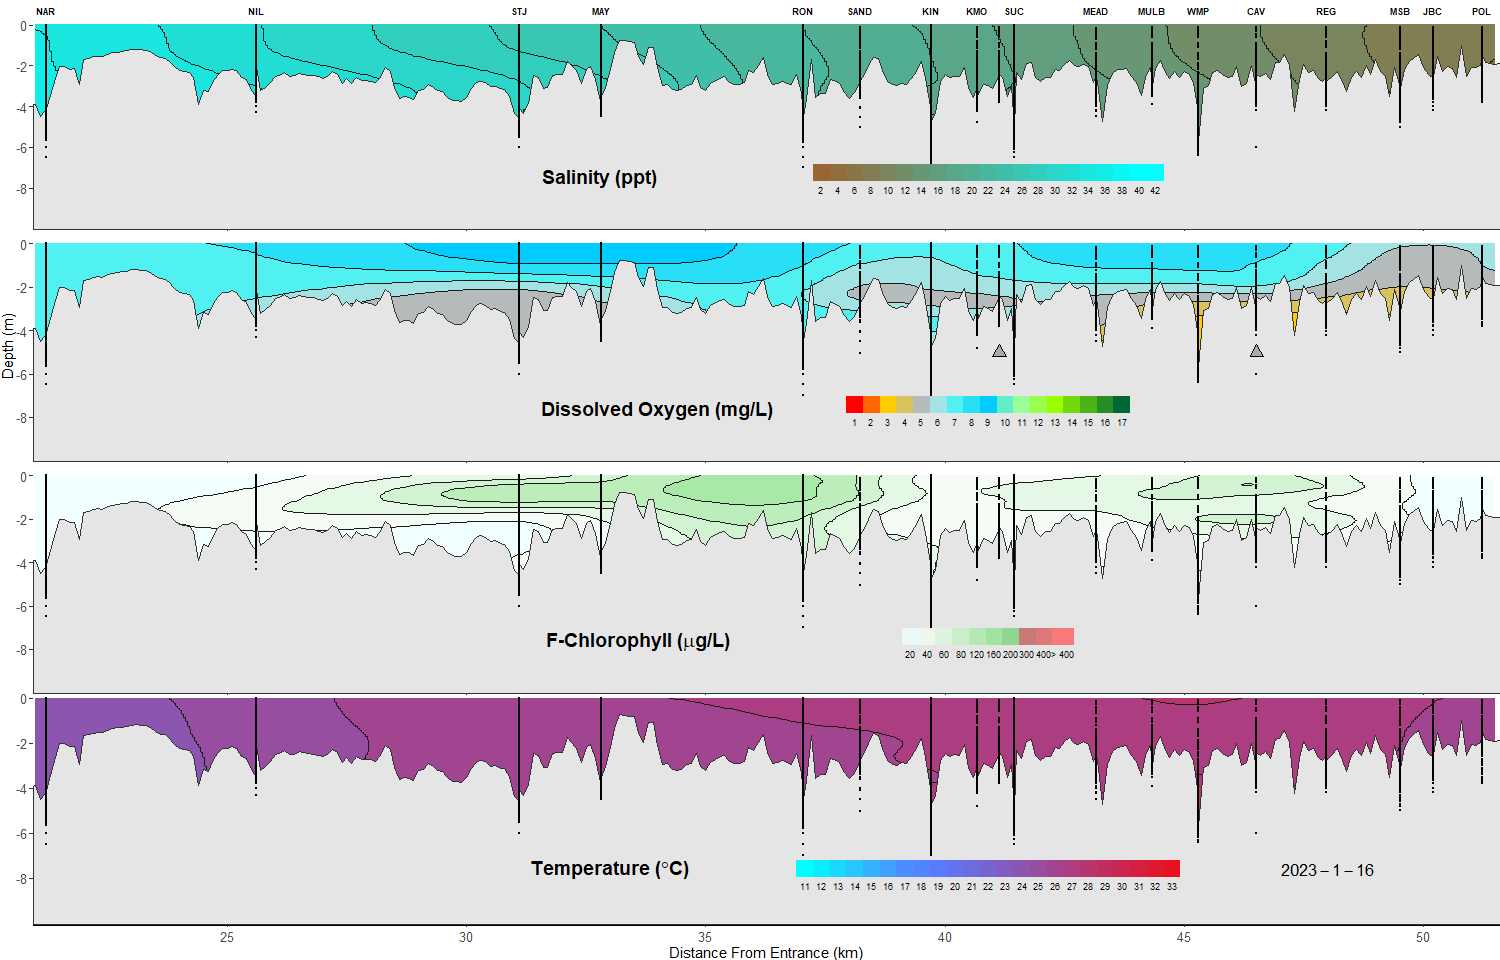 NAR NIL STJ MAY RON SAND KIN KMO SUC MEAD MULB WMP CAV REG MSB JBC POL
0
-2
-4
-6
-8
Salinity (ppt)
2 4 6 8 10 12 14 16 18 20 22 24 26 28 30 32 34 36 38 40 42
0
-2
-4
-6
-8
Depth (m)
Dissolved Oxygen (mg/L)
1 2 3 4 5 6 7 8 9 10 11 12 13 14 15 16 17
0
-2
-4
-6
-8
F-Chlorophyll (μg/L)
20 40 60 80 120 160 200 300 400> 400
0
-2
-4
-6
-8
Temperature (°C)
11 12 13 14 15 16 17 18 19 20 21 22 23 24 25 26 27 28 29 30 31 32 33
2023 – 1 – 16
25 30 35 40 45 50
Distance From Entrance (km)